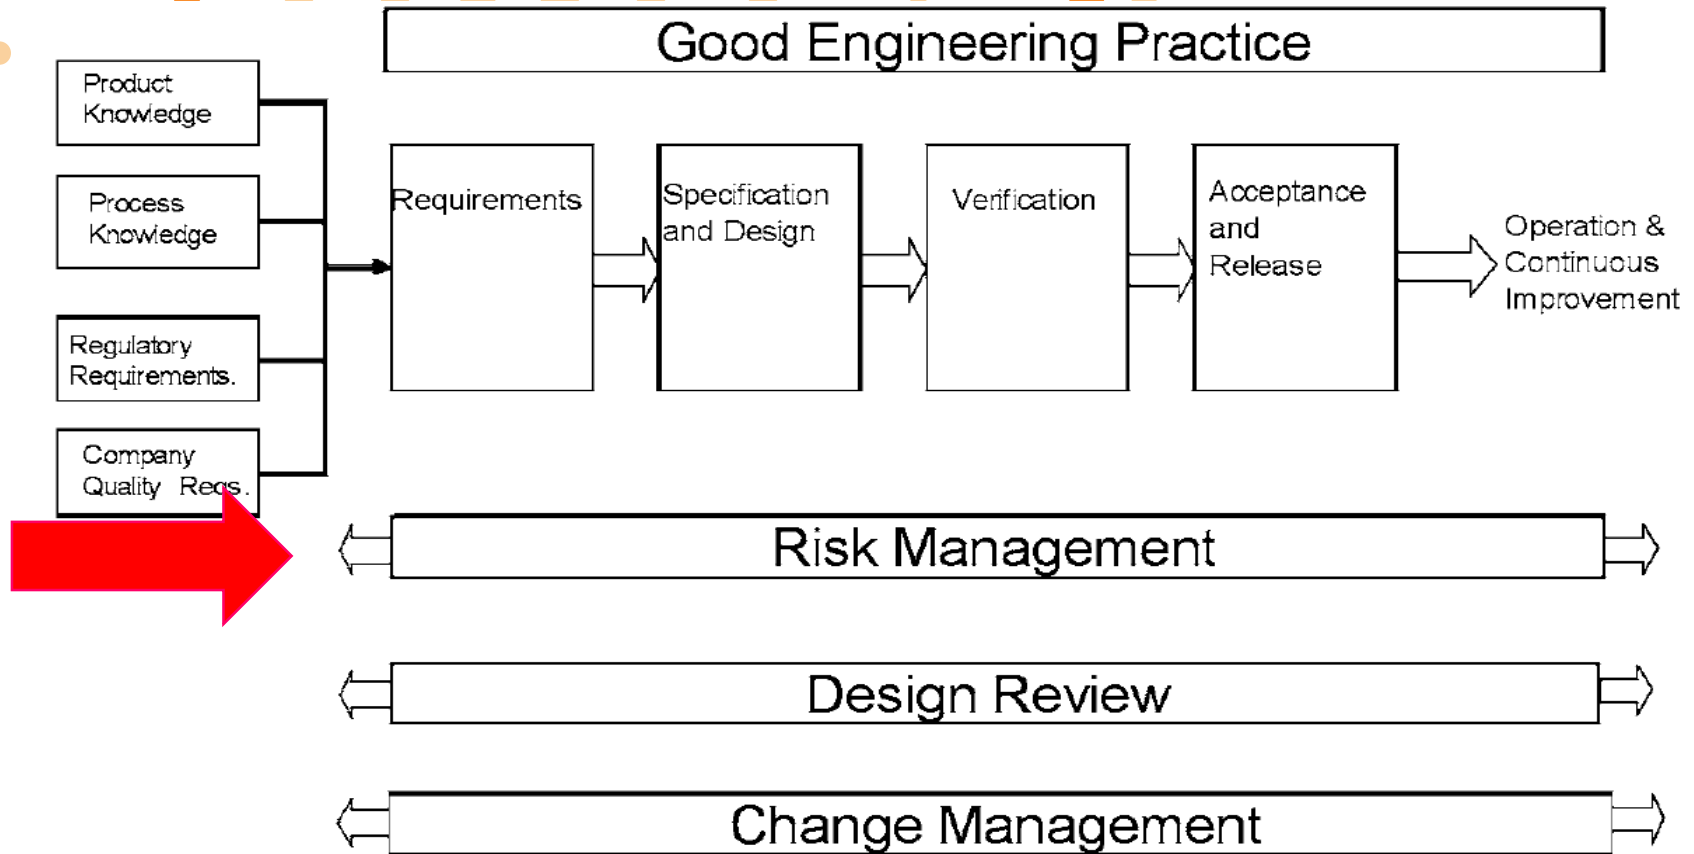 Good Engineering Practice
Product
Knowledge
Process
Knowledge
Regulatory
Requirements.
Company
Quality Reqs.
Requirements
Specification
and Design
Verification
Acceptance
and
Release
Operation &
Continuous
Improvement
Risk Management
Design Review
Change Management